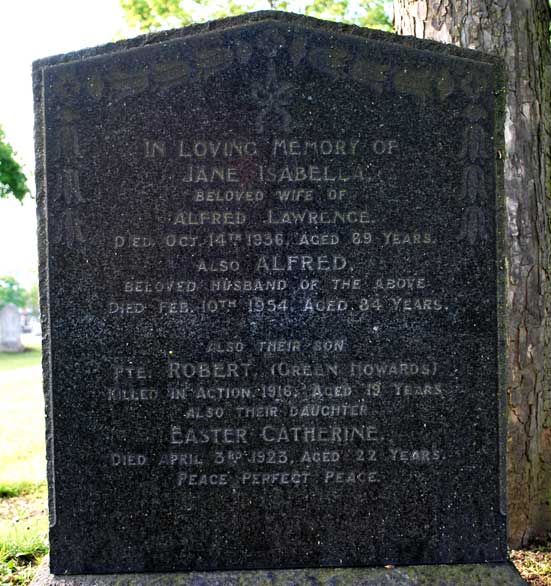 IN LOVING MEMORY OF
JANE ISABELLA.
BELOVED WIFE OF
ALFRED LAWRENCE.
DIED OCT. 14TH 1936, AGED 69 YEARS.
ALSO ALFRED,
BELOVED HUSBAND OF THE ABOVE
DIED FEB. 10TH 1954, AGED 84 YEARS.
ALSO THEIR SON
PTE. ROBERT, (GREEN HOWARDS)
KILLED IN ACTION, 1916, AGED 19 YEARS
ALSO THEIR DAUGHTER
EASTER CATHERINE.
DIED APRIL 3RD 1923, AGED 22 YEARS.
PEACE PERFECT PEACE.